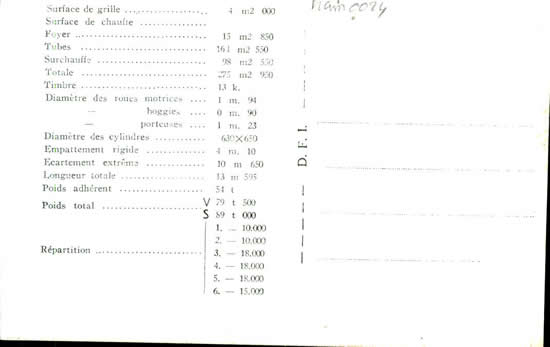 Surface de grille .................. 4 m2 000
Surface de chauffe ..............
Foyer .............................. 15 m2 850
Tubes ............................ 161 m2 550
Surchauffe ....................... 98 m2 550
Totale ........................... 275 m2 950
Timbre ........................... 13 k.
Diamètre des roues motrices .... 1 m. 94
— boggies .... 0 m. 90
— porteuses .... 1 m. 23
Diamètre des cylindres ........... 630×650
Empattement rigide ............ 4 m. 10
Ecartement extrême ............ 10 m 650
Longueur totale ................. 13 m 595
Poids adhérent .................. 54 t
Poids total ...................... V 79 t 500
S 89 t 000
Répartition ..................... 1. — 10.000
2. — 10.000
3. — 18.000
4. — 18.000
5. — 18.000
6. — 15.000
D. F. I.